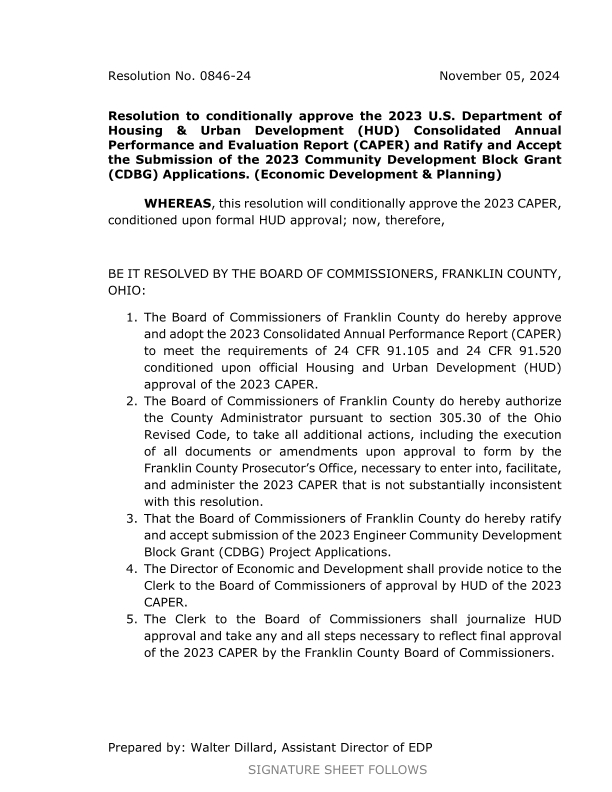 Resolution No. 0846-24 November 05, 2024
Resolution to conditionally approve the 2023 U.S. Department of
Housing & Urban Development (HUD) Consolidated Annual
Performance and Evaluation Report (CAPER) and Ratify and Accept
the Submission of the 2023 Community Development Block Grant
(CDBG) Applications. (Economic Development & Planning)
WHEREAS, this resolution will conditionally approve the 2023 CAPER,
conditioned upon formal HUD approval; now, therefore,
BE IT RESOLVED BY THE BOARD OF COMMISSIONERS, FRANKLIN COUNTY,
OHIO:
1. The Board of Commissioners of Franklin County do hereby approve
and adopt the 2023 Consolidated Annual Performance Report (CAPER)
to meet the requirements of 24 CFR 91.105 and 24 CFR 91.520
conditioned upon official Housing and Urban Development (HUD)
approval of the 2023 CAPER.
2. The Board of Commissioners of Franklin County do hereby authorize
the County Administrator pursuant to section 305.30 of the Ohio
Revised Code, to take all additional actions, including the execution
of all documents or amendments upon approval to form by the
Franklin County Prosecutor’s Office, necessary to enter into, facilitate,
and administer the 2023 CAPER that is not substantially inconsistent
with this resolution.
3. That the Board of Commissioners of Franklin County do hereby ratify
and accept submission of the 2023 Engineer Community Development
Block Grant (CDBG) Project Applications.
4. The Director of Economic and Development shall provide notice to the
Clerk to the Board of Commissioners of approval by HUD of the 2023
CAPER.
5. The Clerk to the Board of Commissioners shall journalize HUD
approval and take any and all steps necessary to reflect final approval
of the 2023 CAPER by the Franklin County Board of Commissioners.
Prepared by: Walter Dillard, Assistant Director of EDP
SIGNATURE SHEET FOLLOWS